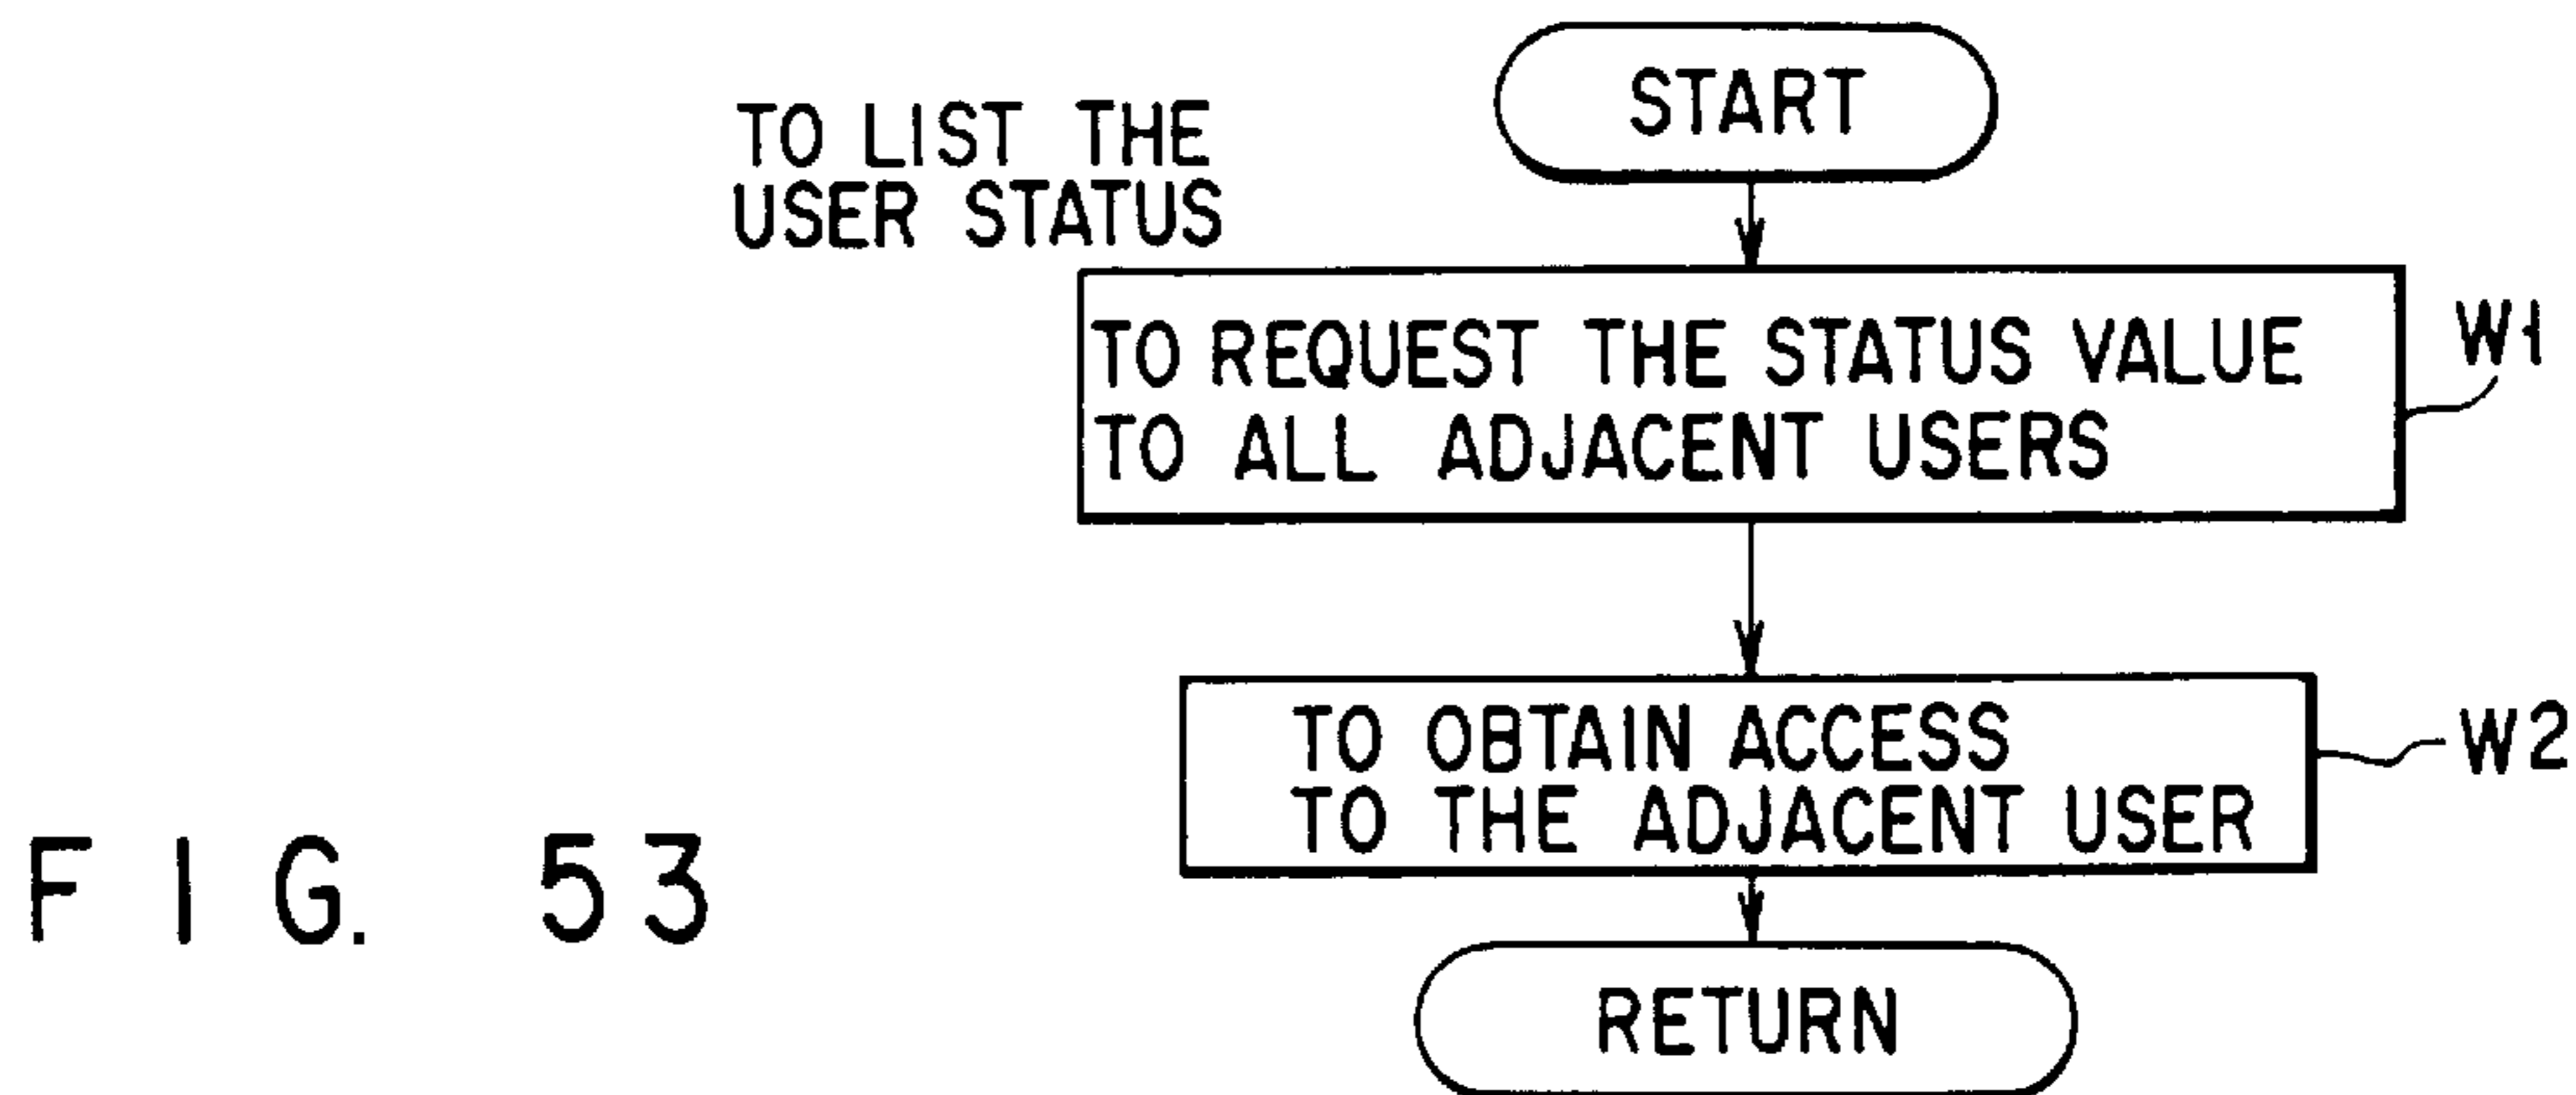 START
TO LIST THE
USER STATUS
TO REQUEST THE STATUS VALUE
TO ALL ADJACENT USERS
W1
TO OBTAIN ACCESS
TO THE ADJACENT USER
W2
RETURN
FIG. 53